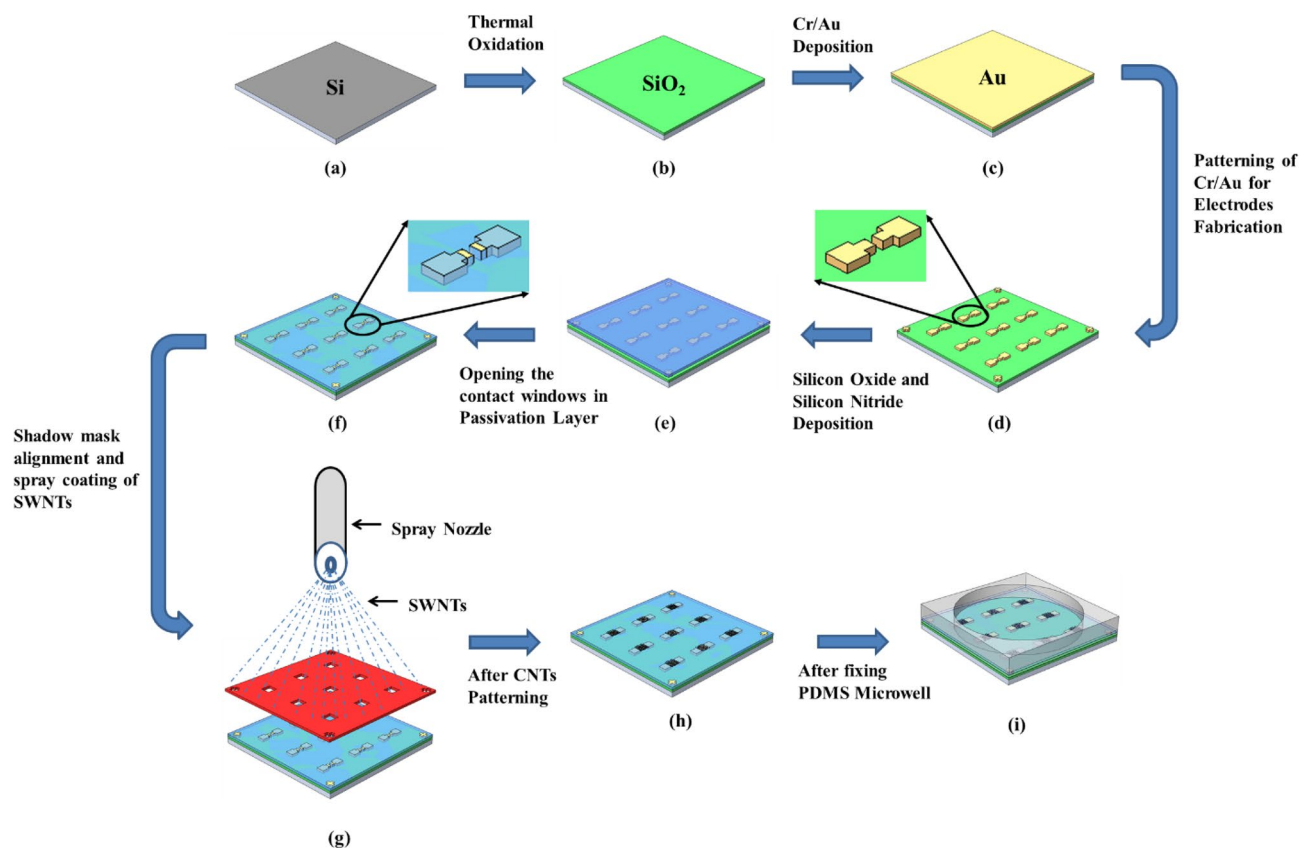 Thermal
Oxidation
Cr/Au
Deposition
Si
SiO₂
Au
(a)
(b)
(c)
Patterning of
Cr/Au for
Electrodes
Fabrication
Silicon Oxide and
Silicon Nitride
Deposition
(d)
(e)
Opening the
contact windows in
Passivation Layer
(f)
Shadow mask
alignment and
spray coating of
SWNTs
Spray Nozzle
SWNTs
(g)
After CNTs
Patterning
(h)
After fixing
PDMS Microwell
(i)